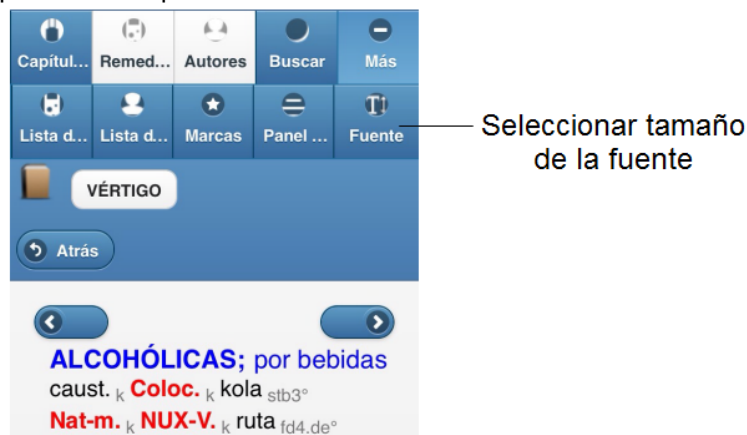 Capítul... Remed... Autores Buscar Más
Lista d... Lista d... Marcas Panel ... Fuente
Seleccionar tamaño
de la fuente
VÉRTIGO
Atrás
ALCOHÓLICAS; por bebidas
caust. k Coloc. k kola stb3°
Nat-m. k NUX-V. k ruta fd4.de°